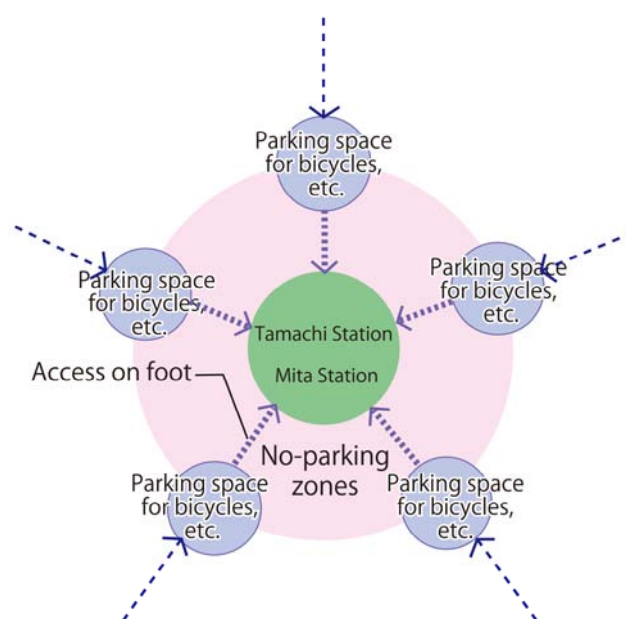 Parking space
for bicycles,
etc.
Parking space
for bicycles,
etc.
Parking space
for bicycles,
etc.
Tamachi Station
Mita Station
Access on foot
No-parking
zones
Parking space
for bicycles,
etc.
Parking space
for bicycles,
etc.